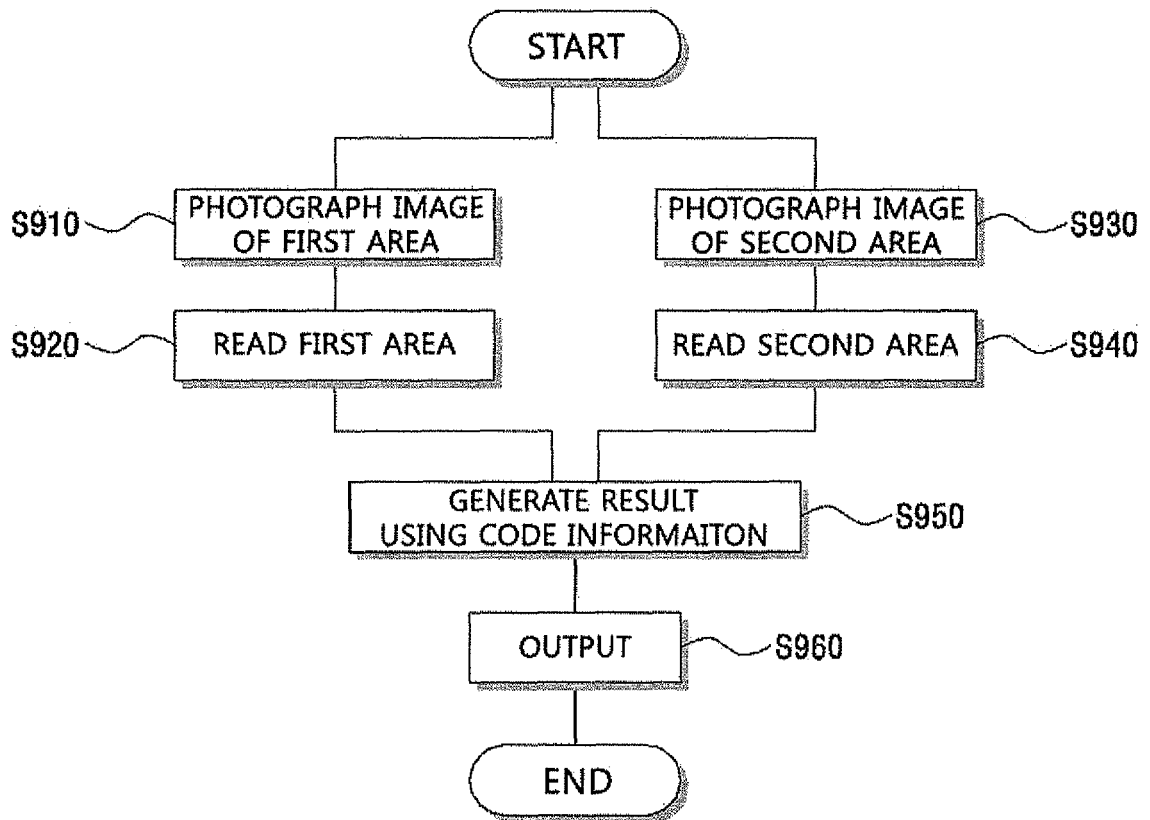 START
S910
PHOTOGRAPH IMAGE
OF FIRST AREA
PHOTOGRAPH IMAGE
OF SECOND AREA
S930
S920
READ FIRST AREA
READ SECOND AREA
S940
GENERATE RESULT
USING CODE INFORMAITON
S950
OUTPUT
S960
END